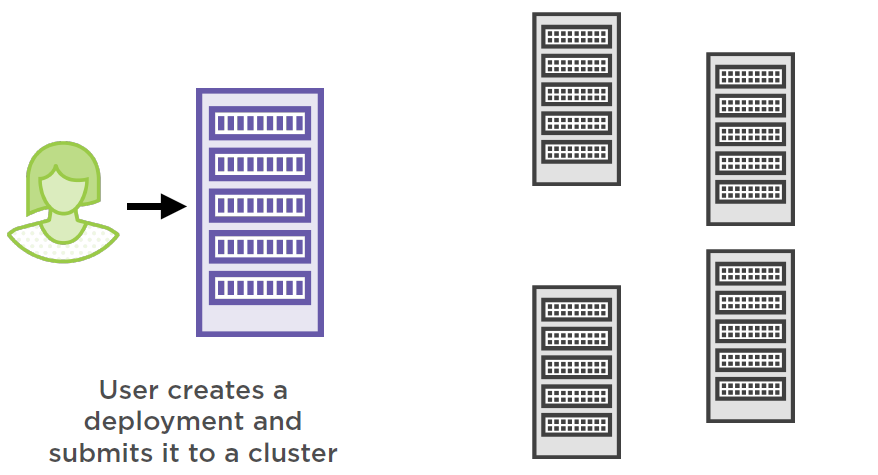 User creates a
deployment and
submits it to a cluster